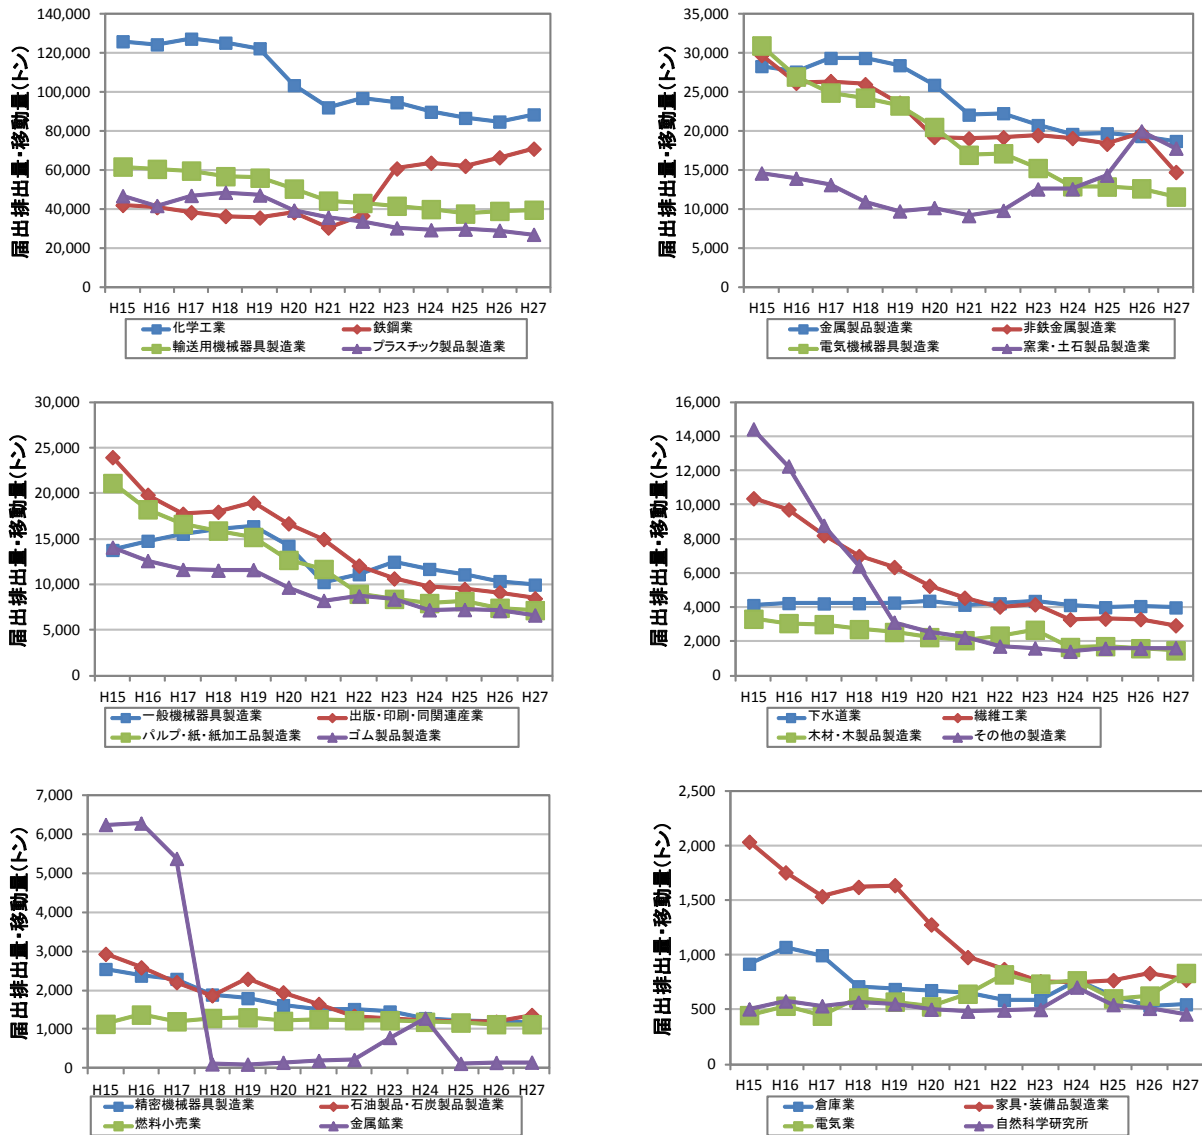 届出排出量・移動量(トン)
140,000
120,000
100,000
80,000
60,000
40,000
20,000
0
H15 H16 H17 H18 H19 H20 H21 H22 H23 H24 H25 H26 H27
化学工業 鉄鋼業
輸送用機械器具製造業 プラスチック製品製造業
届出排出量・移動量(トン)
35,000
30,000
25,000
20,000
15,000
10,000
5,000
0
H15 H16 H17 H18 H19 H20 H21 H22 H23 H24 H25 H26 H27
金属製品製造業 非鉄金属製造業
電気機械器具製造業 窯業・土石製品製造業
届出排出量・移動量(トン)
30,000
25,000
20,000
15,000
10,000
5,000
0
H15 H16 H17 H18 H19 H20 H21 H22 H23 H24 H25 H26 H27
一般機械器具製造業 出版・印刷・同関連産業
パルプ・紙・紙加工品製造業 ゴム製品製造業
届出排出量・移動量(トン)
16,000
14,000
12,000
10,000
8,000
6,000
4,000
2,000
0
H15 H16 H17 H18 H19 H20 H21 H22 H23 H24 H25 H26 H27
下水道業 繊維工業
木材・木製品製造業 その他の製造業
届出排出量・移動量(トン)
7,000
6,000
5,000
4,000
3,000
2,000
1,000
0
H15 H16 H17 H18 H19 H20 H21 H22 H23 H24 H25 H26 H27
精密機械器具製造業 石油製品・石炭製品製造業
燃料小売業 金属鉱業
届出排出量・移動量(トン)
2,500
2,000
1,500
1,000
500
0
H15 H16 H17 H18 H19 H20 H21 H22 H23 H24 H25 H26 H27
倉庫業 家具・装備品製造業
電気業 自然科学研究所